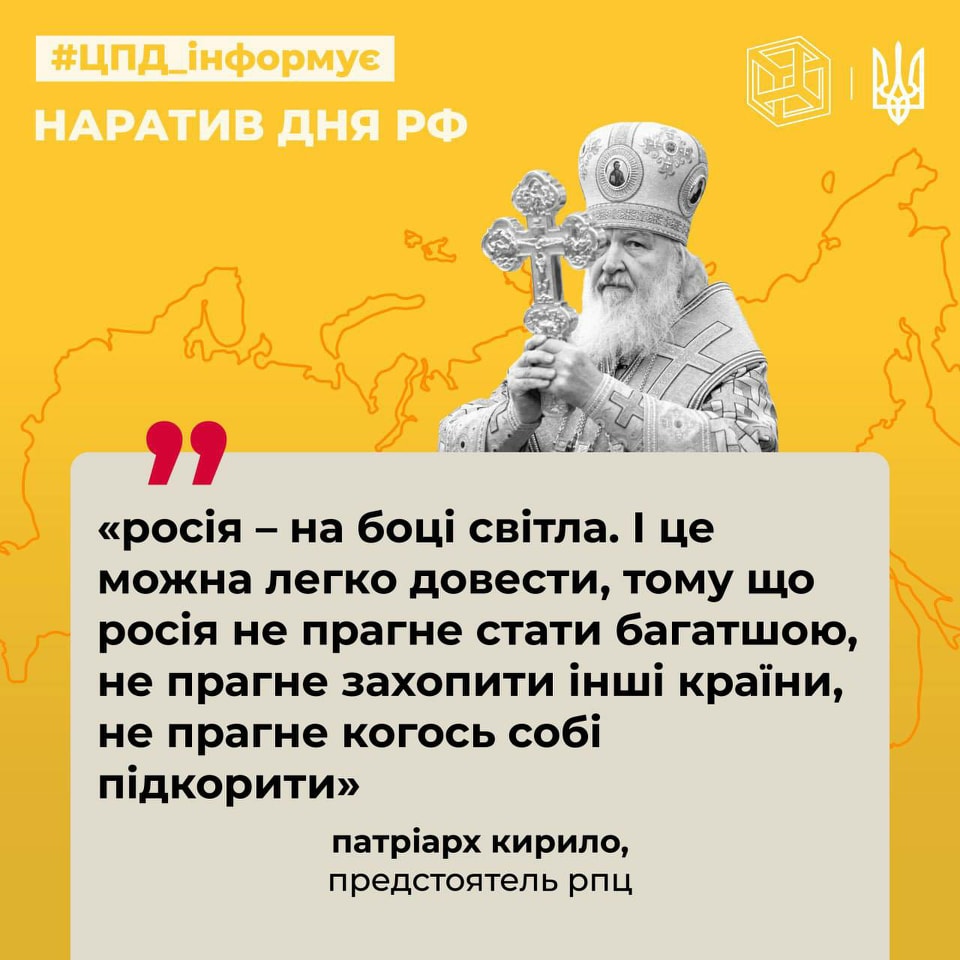 #ЦПД_інформує
НАРАТИВ ДНЯ РФ
«росія – на боці світла. І це
можна легко довести, тому що
росія не прагне стати багатшою,
не прагне захопити інші країни,
не прагне когось собі
підкорити»
патріарх кирило,
предстоятель рпц